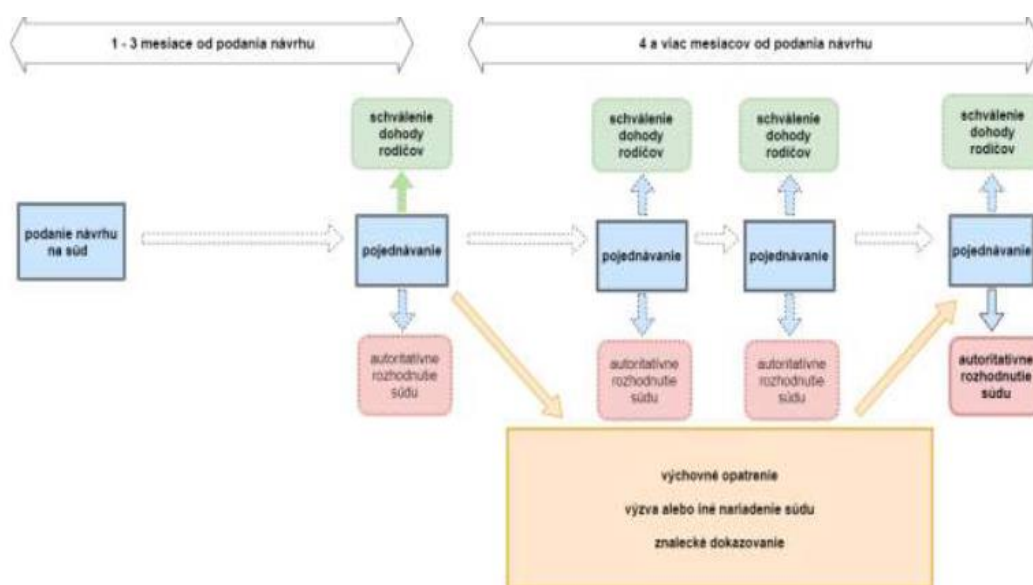 1 - 3 mesiace od podania návrhu
4 a viac mesiacov od podania návrhu
schválenie
dohody
rodičov
schválenie
dohody
rodičov
schválenie
dohody
rodičov
schválenie
dohody
rodičov
podanie návrhu
na súd
pojednávanie
pojednávanie
pojednávanie
pojednávanie
autoritatívne
rozhodnutie
súdu
autoritatívne
rozhodnutie
súdu
autoritatívne
rozhodnutie
súdu
autoritatívne
rozhodnutie
súdu
výchovné opatrenie
výzva alebo iné nariadenie súdu
znalecké dokazovanie